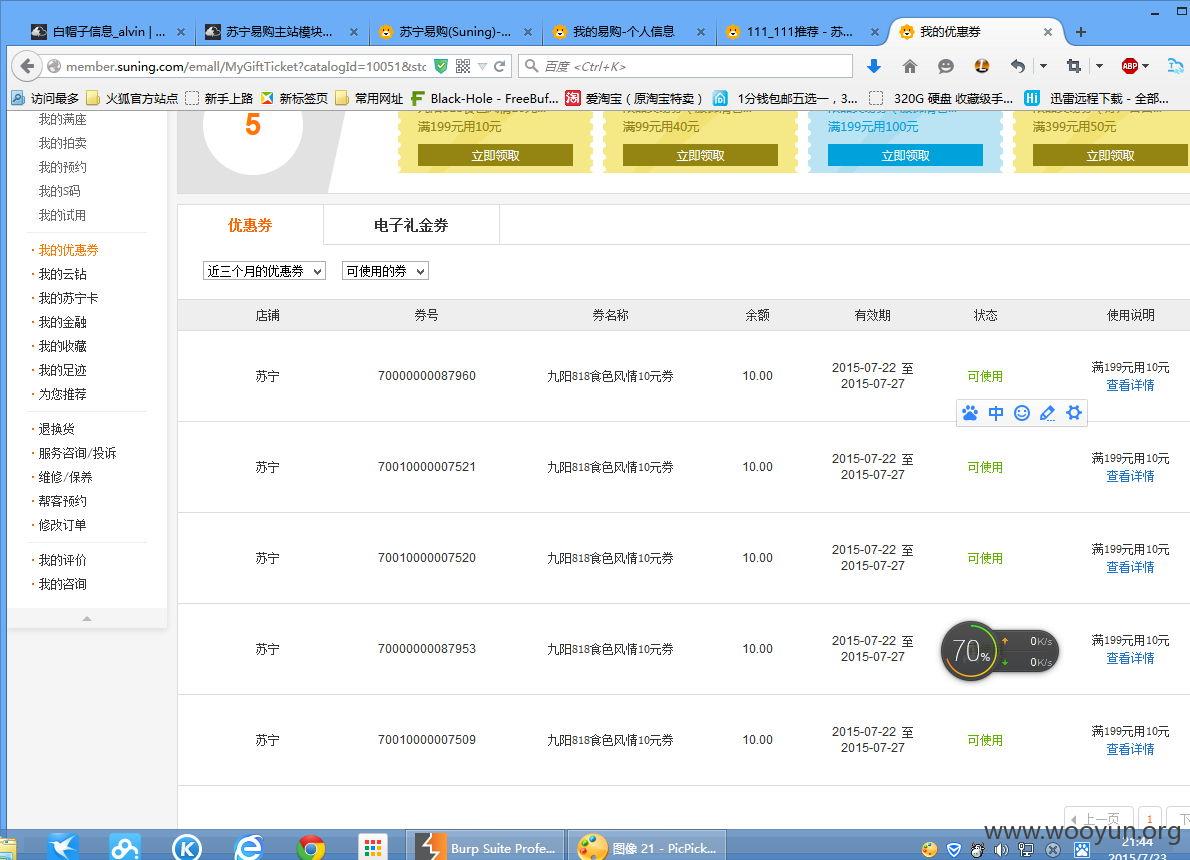 白帽子信息_alvin | ...
苏宁易购主站模块...
苏宁易购(Suning)-...
我的易购-个人信息
111_111推荐 - 苏...
我的优惠券
member.suning.com/emall/MyGiftTicket?catalogId=10051&stc
百度 <Ctrl+K>
ABP
访问最多
火狐官方站点
新手上路
新标签页
常用网址
Black-Hole - FreeBuf...
淘 爱淘宝（原淘宝特卖）
1分钱包邮五选一，3...
320G 硬盘 收藏级手...
Hi 迅雷远程下载 - 全部...
我的满座
我的拍卖
我的预约
我的S码
我的试用
· 我的优惠券
· 我的云钻
· 我的苏宁卡
· 我的金融
· 我的收藏
· 我的足迹
· 为您推荐
· 退换货
· 服务咨询/投诉
· 维修/保养
· 帮客预约
· 修改订单
· 我的评价
· 我的咨询
5
满199元用10元
满99元用40元
满199元用100元
满399元用50元
立即领取
立即领取
立即领取
立即领取
优惠券 电子礼金券
近三个月的优惠券 可使用的券
店铺 券号 券名称 余额 有效期 状态 使用说明
苏宁 70000000087960 九阳818食色风情10元券 10.00 2015-07-22 至 可使用 满199元用10元
2015-07-27 查看详情
中
苏宁 70010000007521 九阳818食色风情10元券 10.00 2015-07-22 至 可使用 满199元用10元
2015-07-27 查看详情
苏宁 70010000007520 九阳818食色风情10元券 10.00 2015-07-22 至 可使用 满199元用10元
2015-07-27 查看详情
苏宁 70000000087953 九阳818食色风情10元券 10.00 2015-07-22 至 满199元用10元
2015-07-27 查看详情
70%
0K/s
0K/s
苏宁 70010000007509 九阳818食色风情10元券 10.00 2015-07-22 至 可使用 满199元用10元
2015-07-27 查看详情
上一页 1
www.wooyun.org
Burp Suite Profe...
图像 21 - PicPick...
21:44
2015/7/23